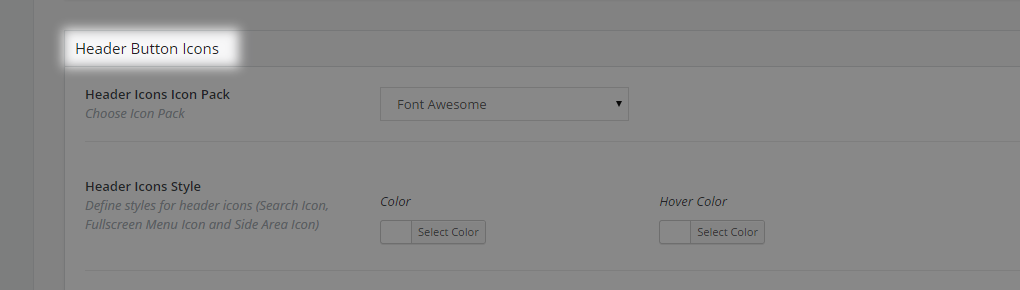 Header Button Icons
Header Icons Icon Pack
Choose Icon Pack
Font Awesome
Header Icons Style
Define styles for header icons (Search Icon,
Fullscreen Menu Icon and Side Area Icon)
Color
Select Color
Hover Color
Select Color